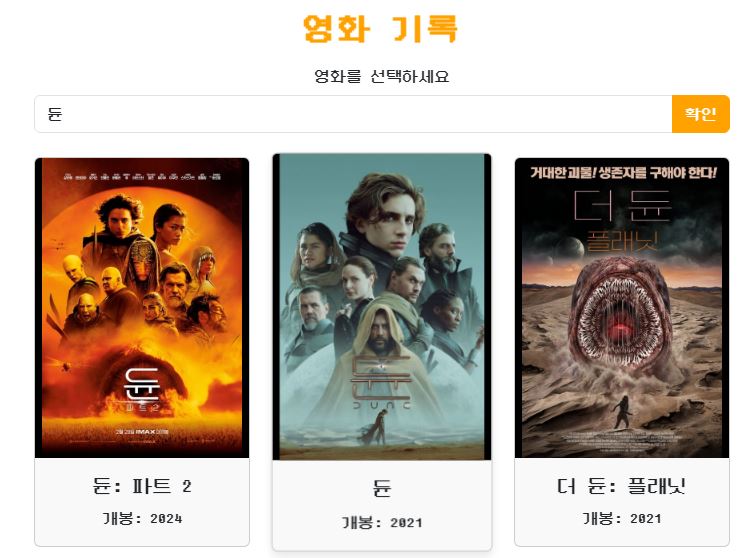 영화 기록
영화를 선택하세요
듄
확인
듄
파트 2
IMAX
듄: 파트 2
개봉: 2024
DUNE
듄
개봉: 2021
거대한 괴물! 생존자를 구해야 한다!
더 듄
플래닛
더 듄: 플래닛
개봉: 2021